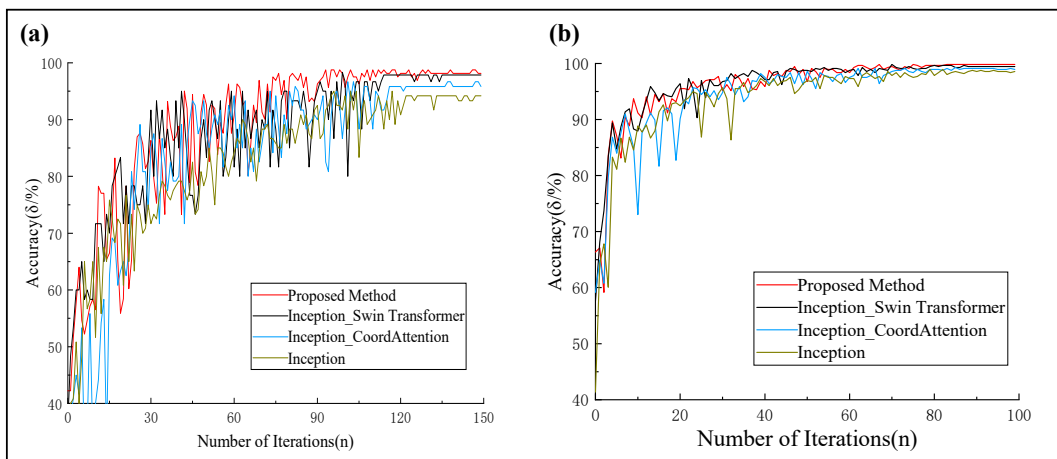 (a)
100
90
80
70
60
50
40
Accuracy(δ/%)
0 30 60 90 120 150
Number of Iterations(n)
Proposed Method
Inception_Swin Transformer
Inception_CoordAttention
Inception
(b)
100
90
80
70
60
50
40
Accuracy(δ/%)
0 20 40 60 80 100
Number of Iterations(n)
Proposed Method
Inception_Swin Transformer
Inception_CoordAttention
Inception